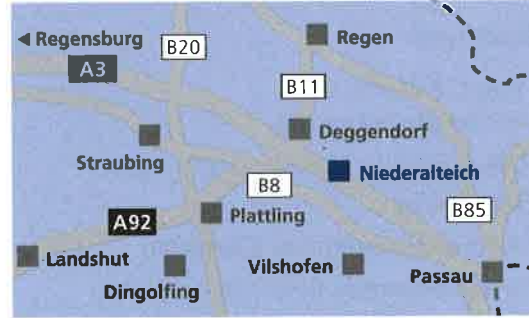 B20
Regen
Regensburg
A3
B11
Deggendorf
Straubing
Niederalteich
B8
B85
Plattling
A92
Landshut
Vilshofen
Passau
Dingolfing